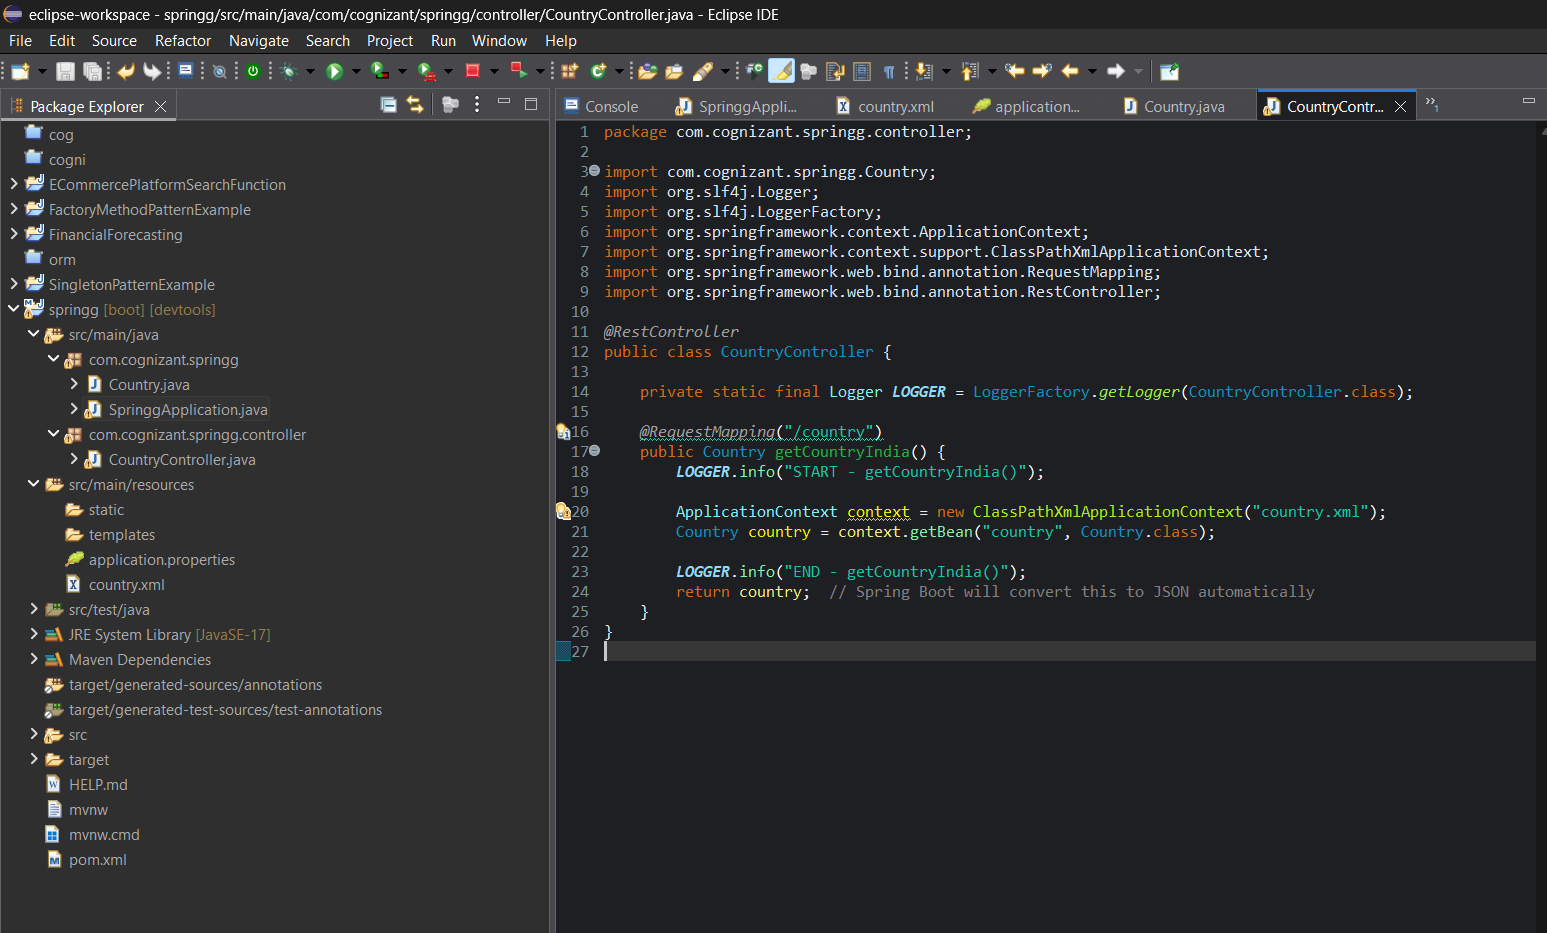 eclipse-workspace - springg/src/main/java/com/cognizant/springg/controller/CountryController.java - Eclipse IDE
File Edit Source Refactor Navigate Search Project Run Window Help
Package Explorer
cog
cogni
ECommercePlatformSearchFunction
FactoryMethodPatternExample
FinancialForecasting
orm
SingletonPatternExample
springg [boot] [devtools]
src/main/java
com.cognizant.springg
Country.java
SpringgApplication.java
com.cognizant.springg.controller
CountryController.java
src/main/resources
static
templates
application.properties
country.xml
src/test/java
JRE System Library [JavaSE-17]
Maven Dependencies
target/generated-sources/annotations
target/generated-test-sources/test-annotations
src
target
HELP.md
mvnw
mvnw.cmd
pom.xml
Console SpringgAppli... country.xml application... Country.java CountryContr... »1
1 package com.cognizant.springg.controller;
2
3 import com.cognizant.springg.Country;
4 import org.slf4j.Logger;
5 import org.slf4j.LoggerFactory;
6 import org.springframework.context.ApplicationContext;
7 import org.springframework.context.support.ClassPathXmlApplicationContext;
8 import org.springframework.web.bind.annotation.RequestMapping;
9 import org.springframework.web.bind.annotation.RestController;
10
11 @RestController
12 public class CountryController {
13
14 private static final Logger LOGGER = LoggerFactory.getLogger(CountryController.class);
15
16 @RequestMapping("/country")
17 public Country getCountryIndia() {
18 LOGGER.info("START - getCountryIndia()");
19
20 ApplicationContext context = new ClassPathXmlApplicationContext("country.xml");
21 Country country = context.getBean("country", Country.class);
22
23 LOGGER.info("END - getCountryIndia()");
24 return country; // Spring Boot will convert this to JSON automatically
25 }
26 }
27